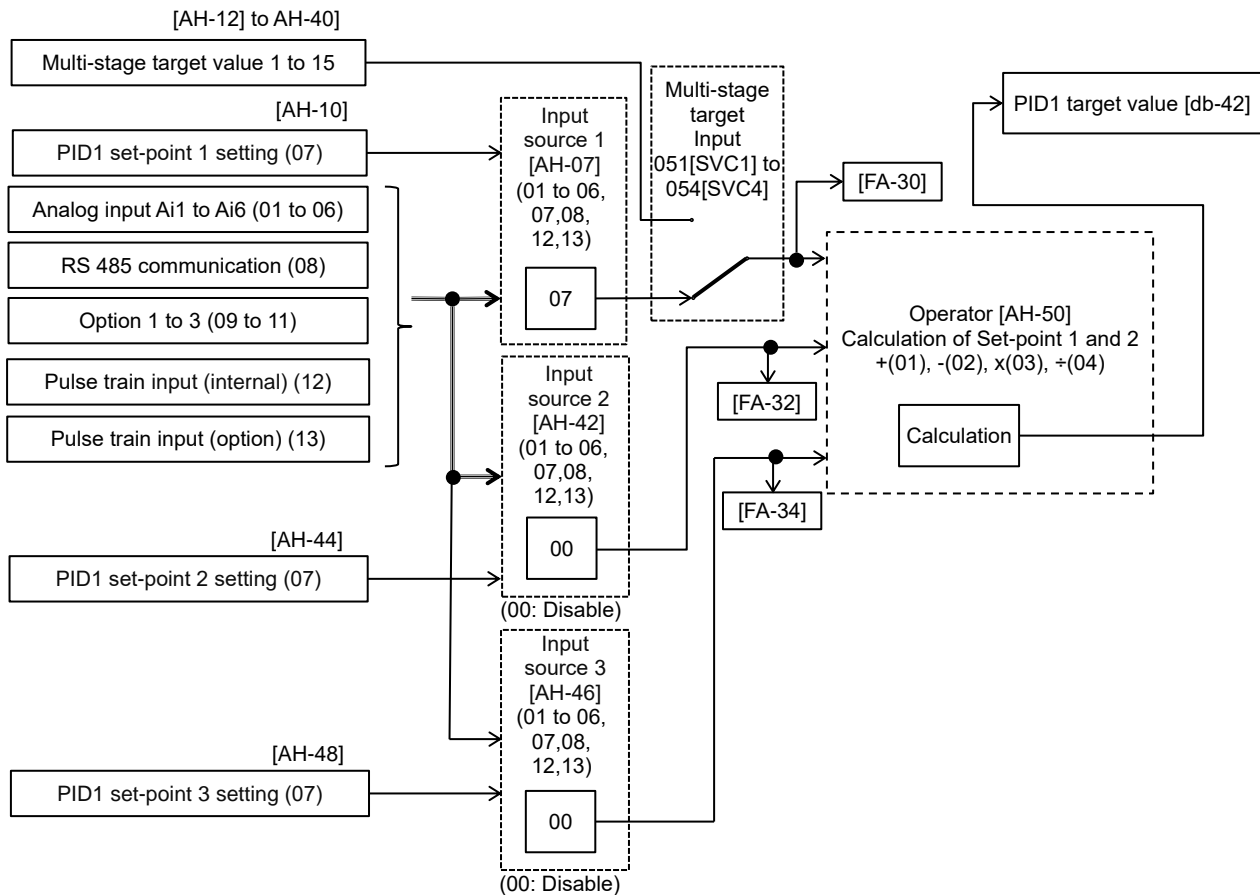 [AH-12] to AH-40]
Multi-stage target value 1 to 15
[AH-10]
PID1 set-point 1 setting (07)
Analog input Ai1 to Ai6 (01 to 06)
RS 485 communication (08)
Option 1 to 3 (09 to 11)
Pulse train input (internal) (12)
Pulse train input (option) (13)
[AH-44]
PID1 set-point 2 setting (07)
[AH-48]
PID1 set-point 3 setting (07)
Input
source 1
[AH-07]
(01 to 06,
07,08,
12,13)
07
Input
source 2
[AH-42]
(01 to 06,
07,08,
12,13)
00
(00: Disable)
Input
source 3
[AH-46]
(01 to 06,
07,08,
12,13)
00
(00: Disable)
Multi-stage
target
Input
051[SVC1] to
054[SVC4]
[FA-30]
[FA-32]
[FA-34]
PID1 target value [db-42]
Operator [AH-50]
Calculation of Set-point 1 and 2
+(01), -(02), x(03), ÷(04)
Calculation